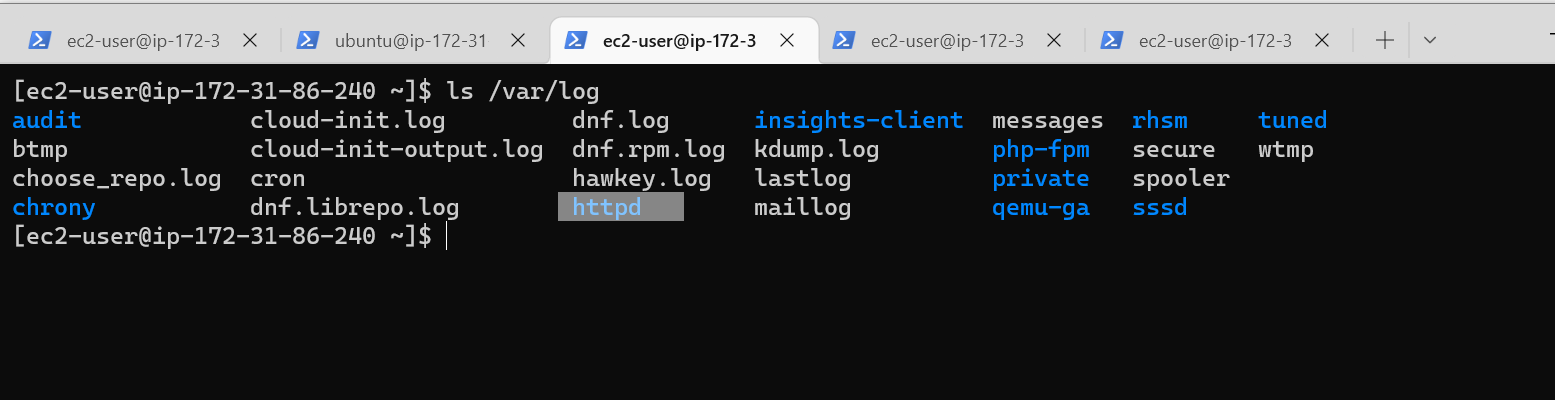 ec2-user@ip-172-3 ubuntu@ip-172-31 ec2-user@ip-172-3 ec2-user@ip-172-3 ec2-user@ip-172-3
[ec2-user@ip-172-31-86-240 ~]$ ls /var/log
audit cloud-init.log dnf.log insights-client messages rhsm tuned
btmp cloud-init-output.log dnf.rpm.log kdump.log php-fpm secure wtmp
choose_repo.log cron hawkey.log lastlog private spooler
chrony dnf.librepo.log httpd maillog qemu-ga sssd
[ec2-user@ip-172-31-86-240 ~]$